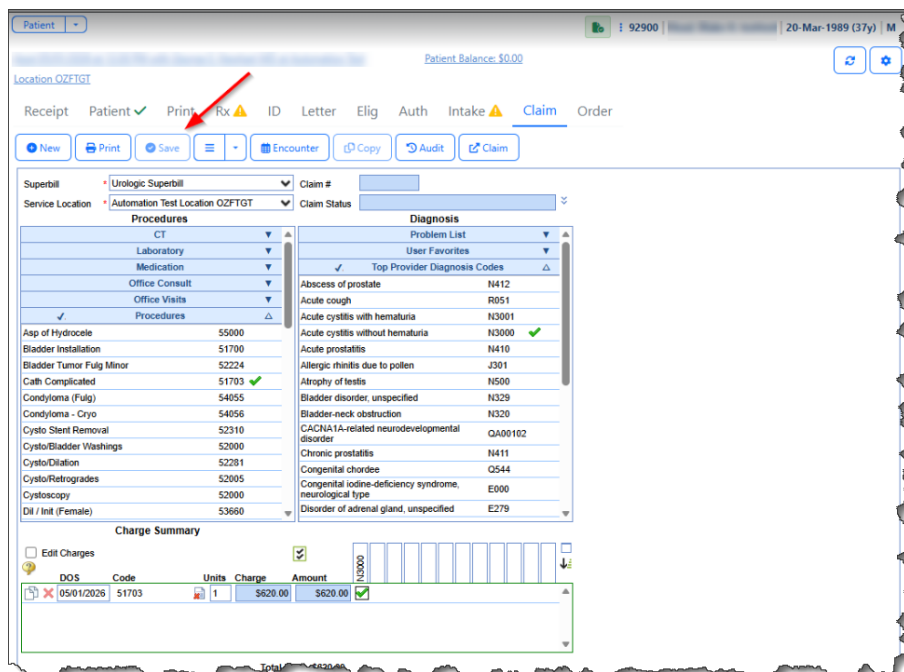 Patient
92900 20-Mar-1989 (37y) M
Patient Balance: $0.00
Location OZFTGT
Receipt Patient Print Rx ID Letter Elig Auth Intake Claim Order
New Print Save Encounter Copy Audit Claim
Superbill * Urologic Superbill Claim #
Service Location * Automation Test Location OZFTGT Claim Status
Procedures Diagnosis
CT Problem List
Laboratory User Favorites
Medication Top Provider Diagnosis Codes
Office Consult Abscess of prostate N412
Office Visits Acute cough R051
Procedures Acute cystitis with hematuria N3001
Asp of Hydrocele 55000 Acute cystitis without hematuria N3000
Bladder Installation 51700 Acute prostatitis N410
Bladder Tumor Fulg Minor 52224 Allergic rhinitis due to pollen J301
Cath Complicated 51703 Atrophy of testis N500
Condyloma (Fulg) 54055 Bladder disorder, unspecified N329
Condyloma - Cryo 54056 Bladder-neck obstruction N320
Cysto Stent Removal 52310 CACNA1A-related neurodevelopmental disorder QA00102
Cysto/Bladder Washings 52000 Chronic prostatitis N411
Cysto/Dilation 52281 Congenital chordee Q544
Cysto/Retrogrades 52005 Congenital iodine-deficiency syndrome, neurological type E000
Cystoscopy 52000 Disorder of adrenal gland, unspecified E279
Dil / Init (Female) 53660
Charge Summary
Edit Charges
N3000
DOS Code Units Charge Amount
05/01/2026 51703 1 $620.00 $620.00
Total $620.00